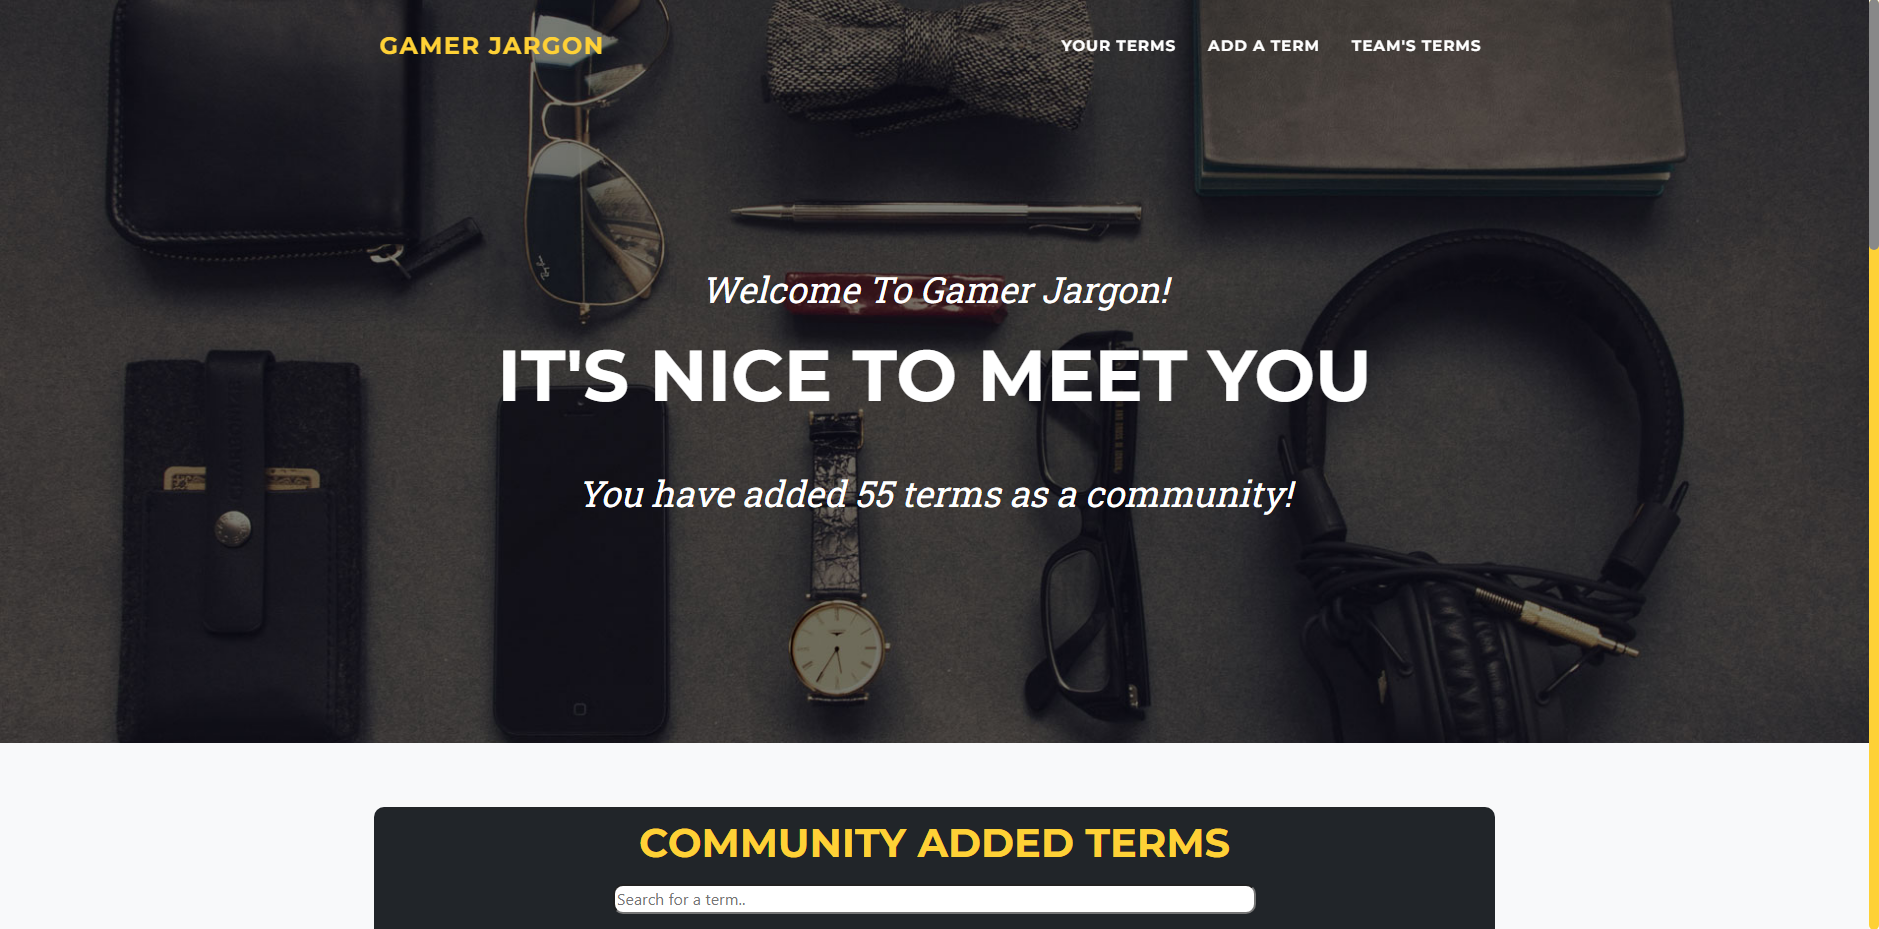 GAMER JARGON
YOUR TERMS ADD A TERM TEAM'S TERMS
Welcome To Gamer Jargon!
IT'S NICE TO MEET YOU
You have added 55 terms as a community!
COMMUNITY ADDED TERMS
Search for a term..